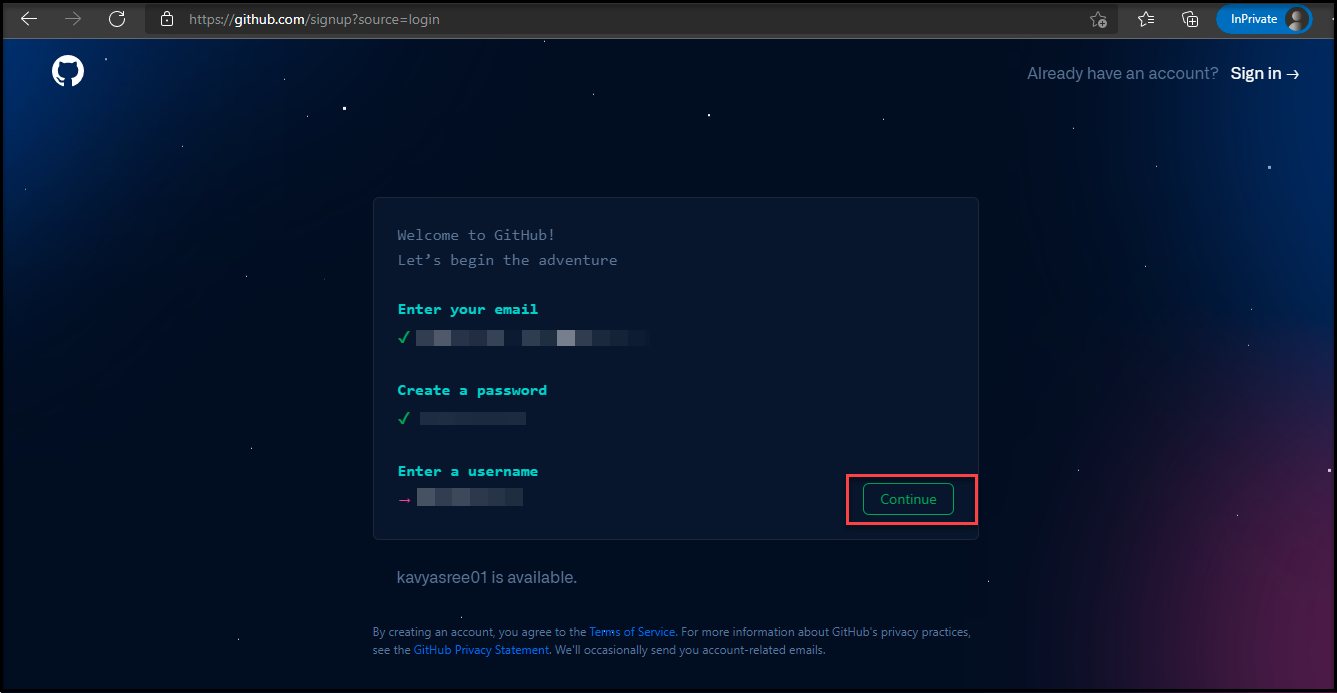 https://github.com/signup?source=login
InPrivate
Already have an account? Sign in →
Welcome to GitHub!
Let’s begin the adventure
Enter your email
Create a password
Enter a username
→
Continue
kavyasree01 is available.
By creating an account, you agree to the Terms of Service. For more information about GitHub's privacy practices,
see the GitHub Privacy Statement. We'll occasionally send you account-related emails.